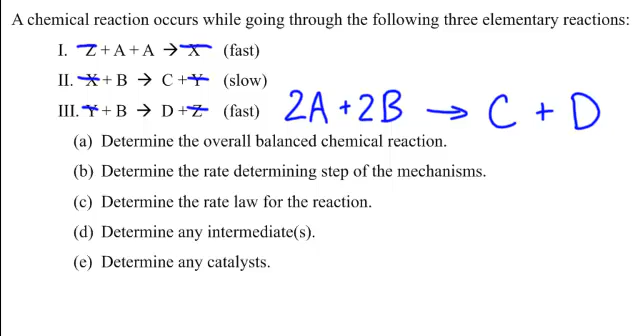 A chemical reaction occurs while going through the following three elementary reactions:
I. Z + A + A → X (fast)
II. X + B → C + Y (slow)
III. Y + B → D + Z (fast) 2A + 2B → C + D
(a) Determine the overall balanced chemical reaction.
(b) Determine the rate determining step of the mechanisms.
(c) Determine the rate law for the reaction.
(d) Determine any intermediate(s).
(e) Determine any catalysts.